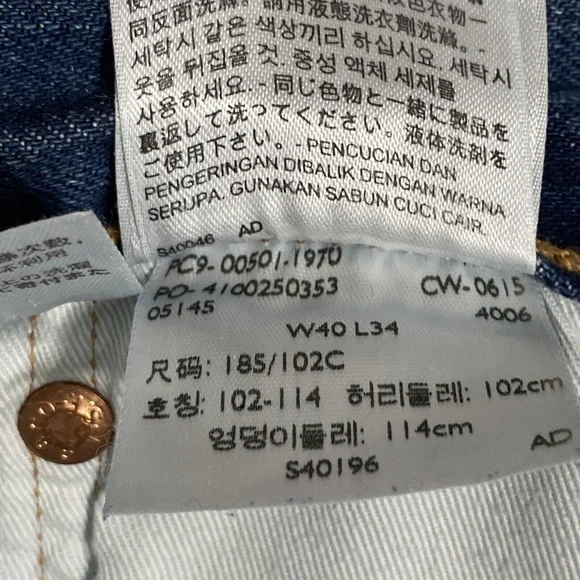 同反面洗滌。請用液態洗衣劑洗滌。-
세탁시 같은 색상끼리 하십시요. 세탁시
옷을 뒤집을 것. 중성 액체 세제를
사용하세요. - 同じ色物と一緒に製品を
裏返して洗ってください。液体洗剤を
ご使用下さい。- PENCUCIAN DAN
PENGERINGAN DIBALIK DENGAN WARNA
SERUPA. GUNAKAN SABUN CUCI CAIR.
S40046 AD
PC9-00501-1970
PO-4100250353 CW-0615
05145 4006
W40 L34
尺码: 185/102C
호칭: 102-114 허리둘레: 102cm
엉덩이둘레: 114cm
AD
S40196